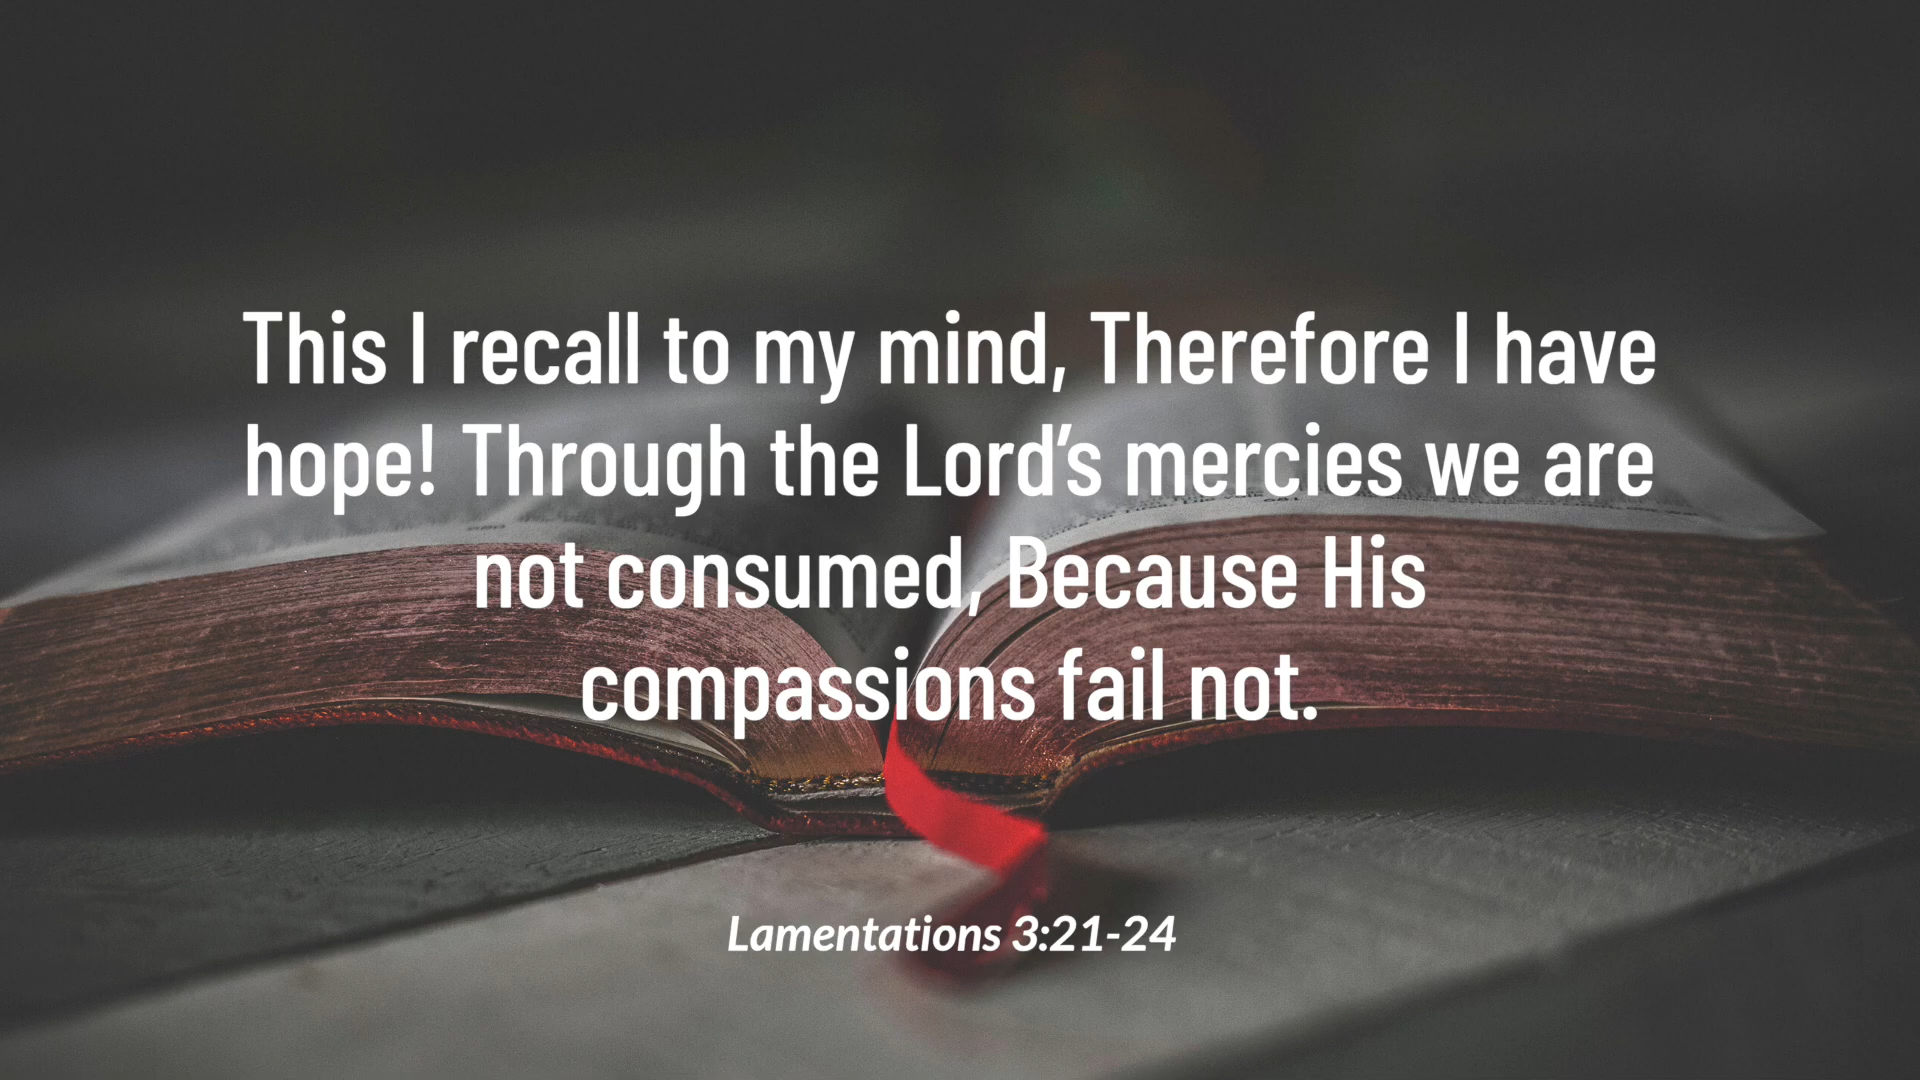 This I recall to my mind, Therefore I have
hope! Through the Lord’s mercies we are
not consumed, Because His
compassions fail not.
Lamentations 3:21-24